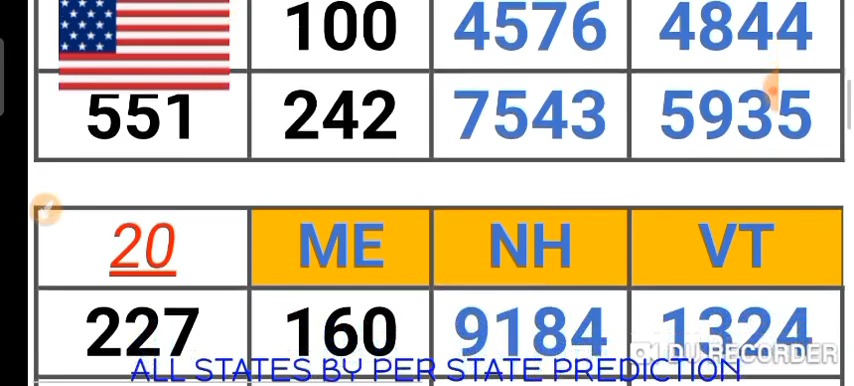 100 4576 4844
551 242 7543 5935
20 ME NH VT
227 160 9184 1324
DU RECORDER
ALL STATES BY PER STATE PREDICTION